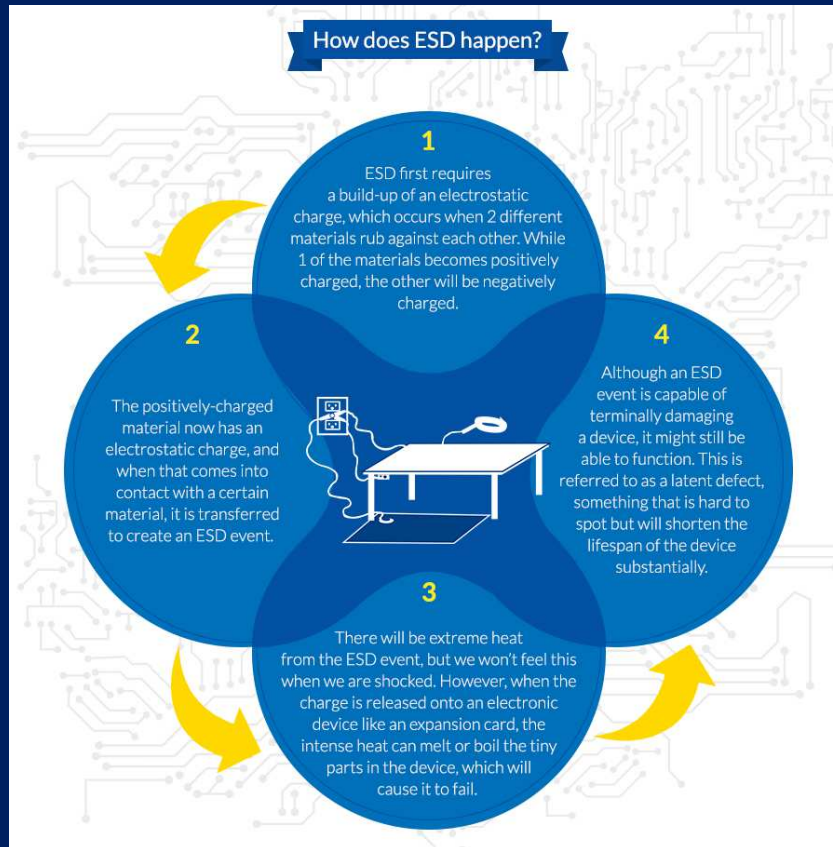 How does ESD happen?
1
ESD first requires
a build-up of an electrostatic
charge, which occurs when 2 different
materials rub against each other. While
1 of the materials becomes positively
charged, the other will be negatively
charged.
2
The positively-charged
material now has an
electrostatic charge, and
when that comes into
contact with a certain
material, it is transferred
to create an ESD event.
3
There will be extreme heat
from the ESD event, but we won't feel this
when we are shocked. However, when the
charge is released onto an electronic
device like an expansion card, the
intense heat can melt or boil the tiny
parts in the device, which will
cause it to fail.
4
Although an ESD
event is capable of
terminally damaging
a device, it might still be
able to function. This is
referred to as a latent defect,
something that is hard to
spot but will shorten the
lifespan of the device
substantially.